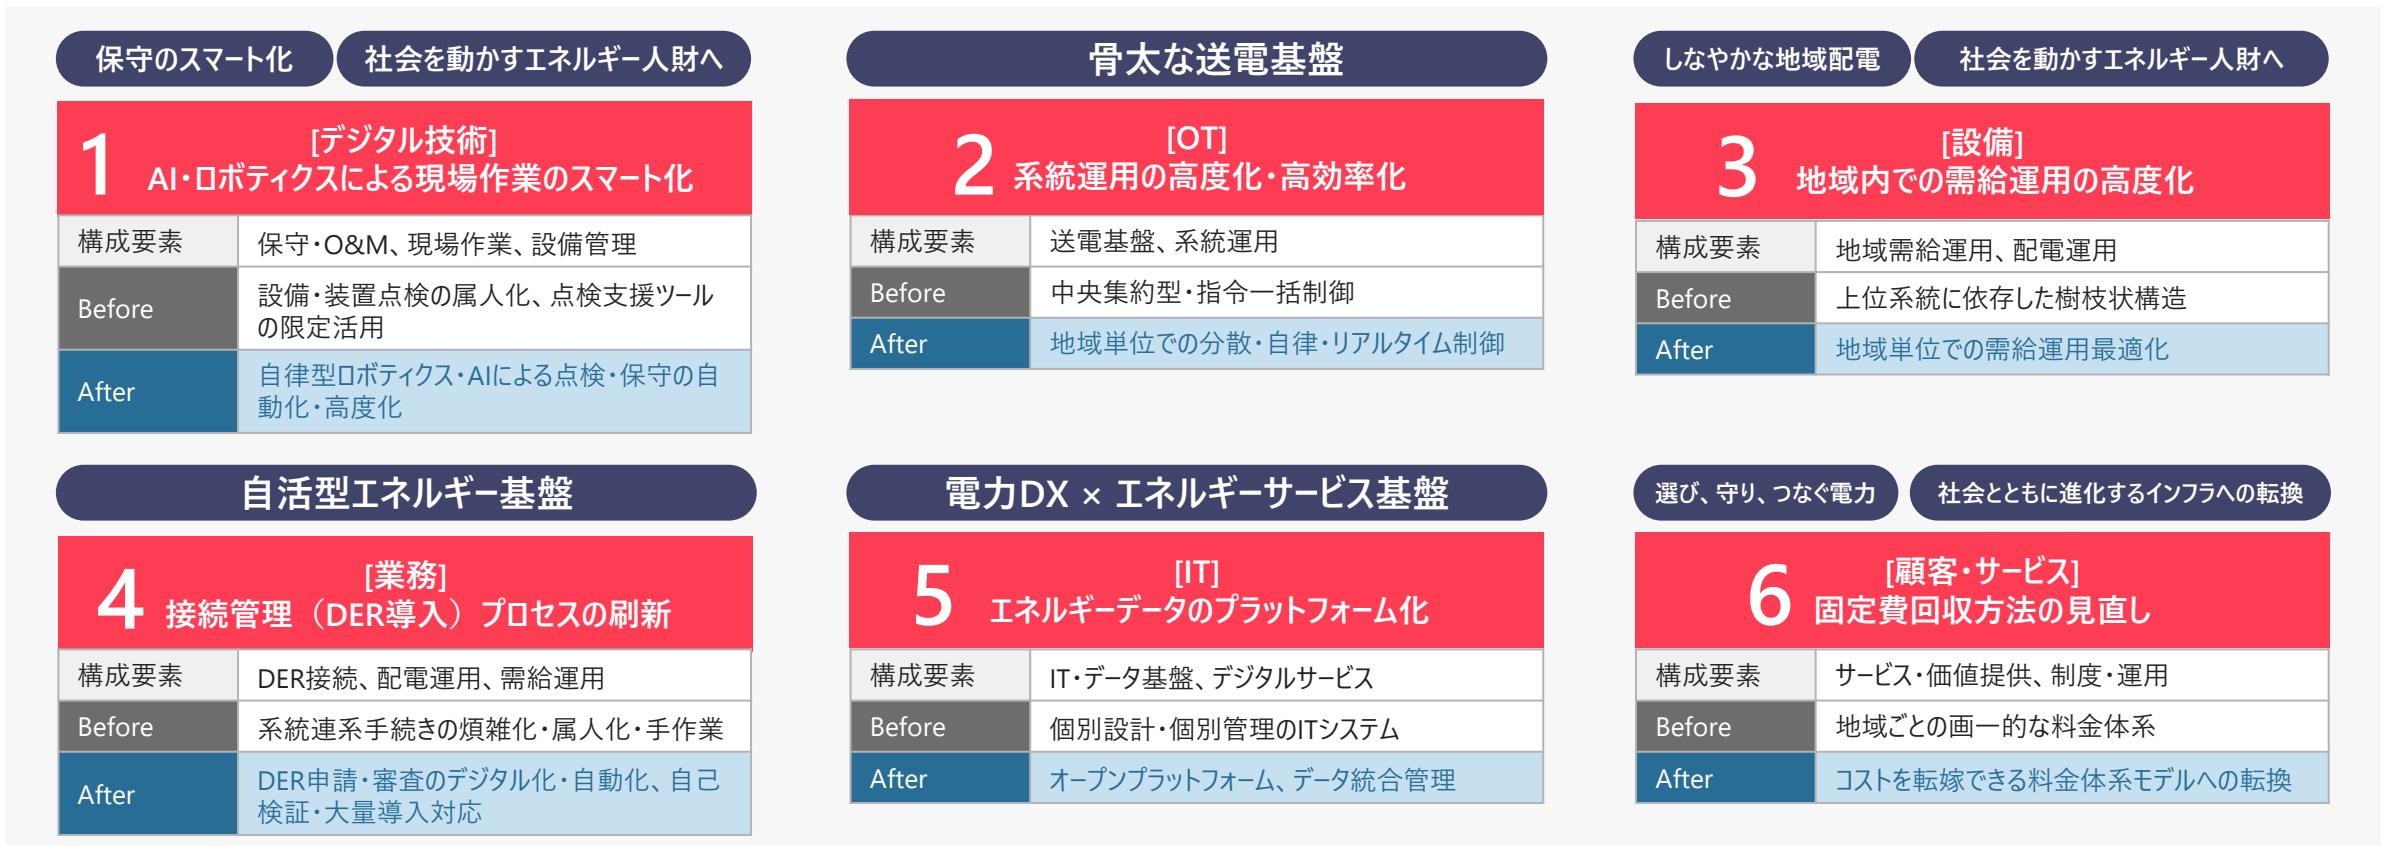 保守のスマート化
社会を動かすエネルギー人財へ
1
[デジタル技術]
AI・ロボティクスによる現場作業のスマート化
構成要素
保守・O&M、現場作業、設備管理
Before
設備・装置点検の属人化、点検支援ツール
の限定活用
After
自律型ロボティクス・AIによる点検・保守の自
動化・高度化
骨太な送電基盤
2
[OT]
系統運用の高度化・高効率化
構成要素
送電基盤、系統運用
Before
中央集約型・指令一括制御
After
地域単位での分散・自律・リアルタイム制御
しなやかな地域配電
社会を動かすエネルギー人財へ
3
[設備]
地域内での需給運用の高度化
構成要素
地域需給運用、配電運用
Before
上位系統に依存した樹枝状構造
After
地域単位での需給運用最適化
自活型エネルギー基盤
4
[業務]
接続管理（DER導入）プロセスの刷新
構成要素
DER接続、配電運用、需給運用
Before
系統連系手続きの煩雑化・属人化・手作業
After
DER申請・審査のデジタル化・自動化、自己
検証・大量導入対応
電力DX × エネルギーサービス基盤
5
[IT]
エネルギーデータのプラットフォーム化
構成要素
IT・データ基盤、デジタルサービス
Before
個別設計・個別管理のITシステム
After
オープンプラットフォーム、データ統合管理
選び、守り、つなぐ電力
社会とともに進化するインフラへの転換
6
[顧客・サービス]
固定費回収方法の見直し
構成要素
サービス・価値提供、制度・運用
Before
地域ごとの画一的な料金体系
After
コストを転嫁できる料金体系モデルへの転換